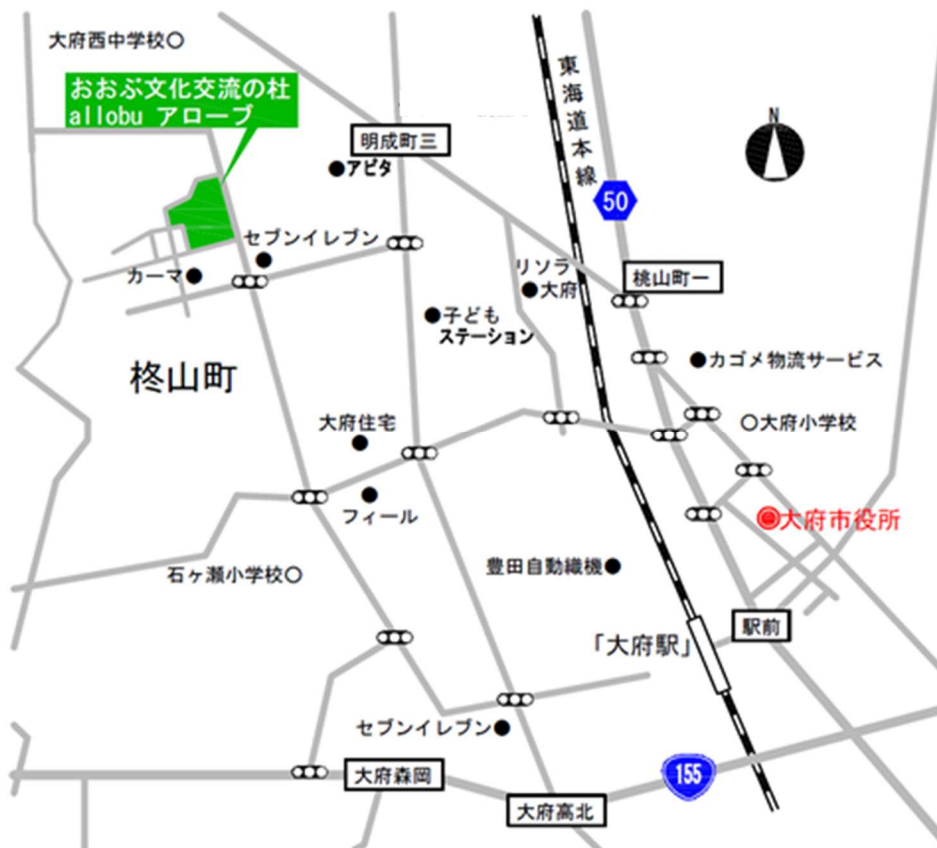 大府西中学校
おおぶ文化交流の杜
allobu アローブ
明成町三
アピタ
東海道本線
N
50
セブンイレブン
カーマ
リソラ
大府
桃山町一
子ども
ステーション
カゴメ物流サービス
柊山町
大府住宅
大府小学校
フィール
大府市役所
石ヶ瀬小学校
豊田自動織機
駅前
「大府駅」
セブンイレブン
大府森岡
155
大府高北